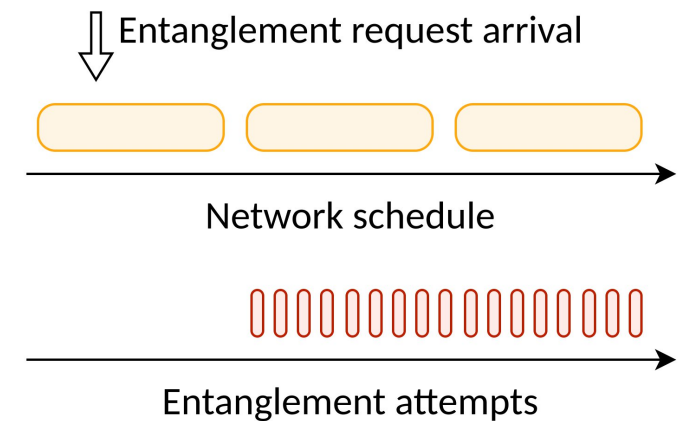 Entanglement request arrival
Network schedule
Entanglement attempts